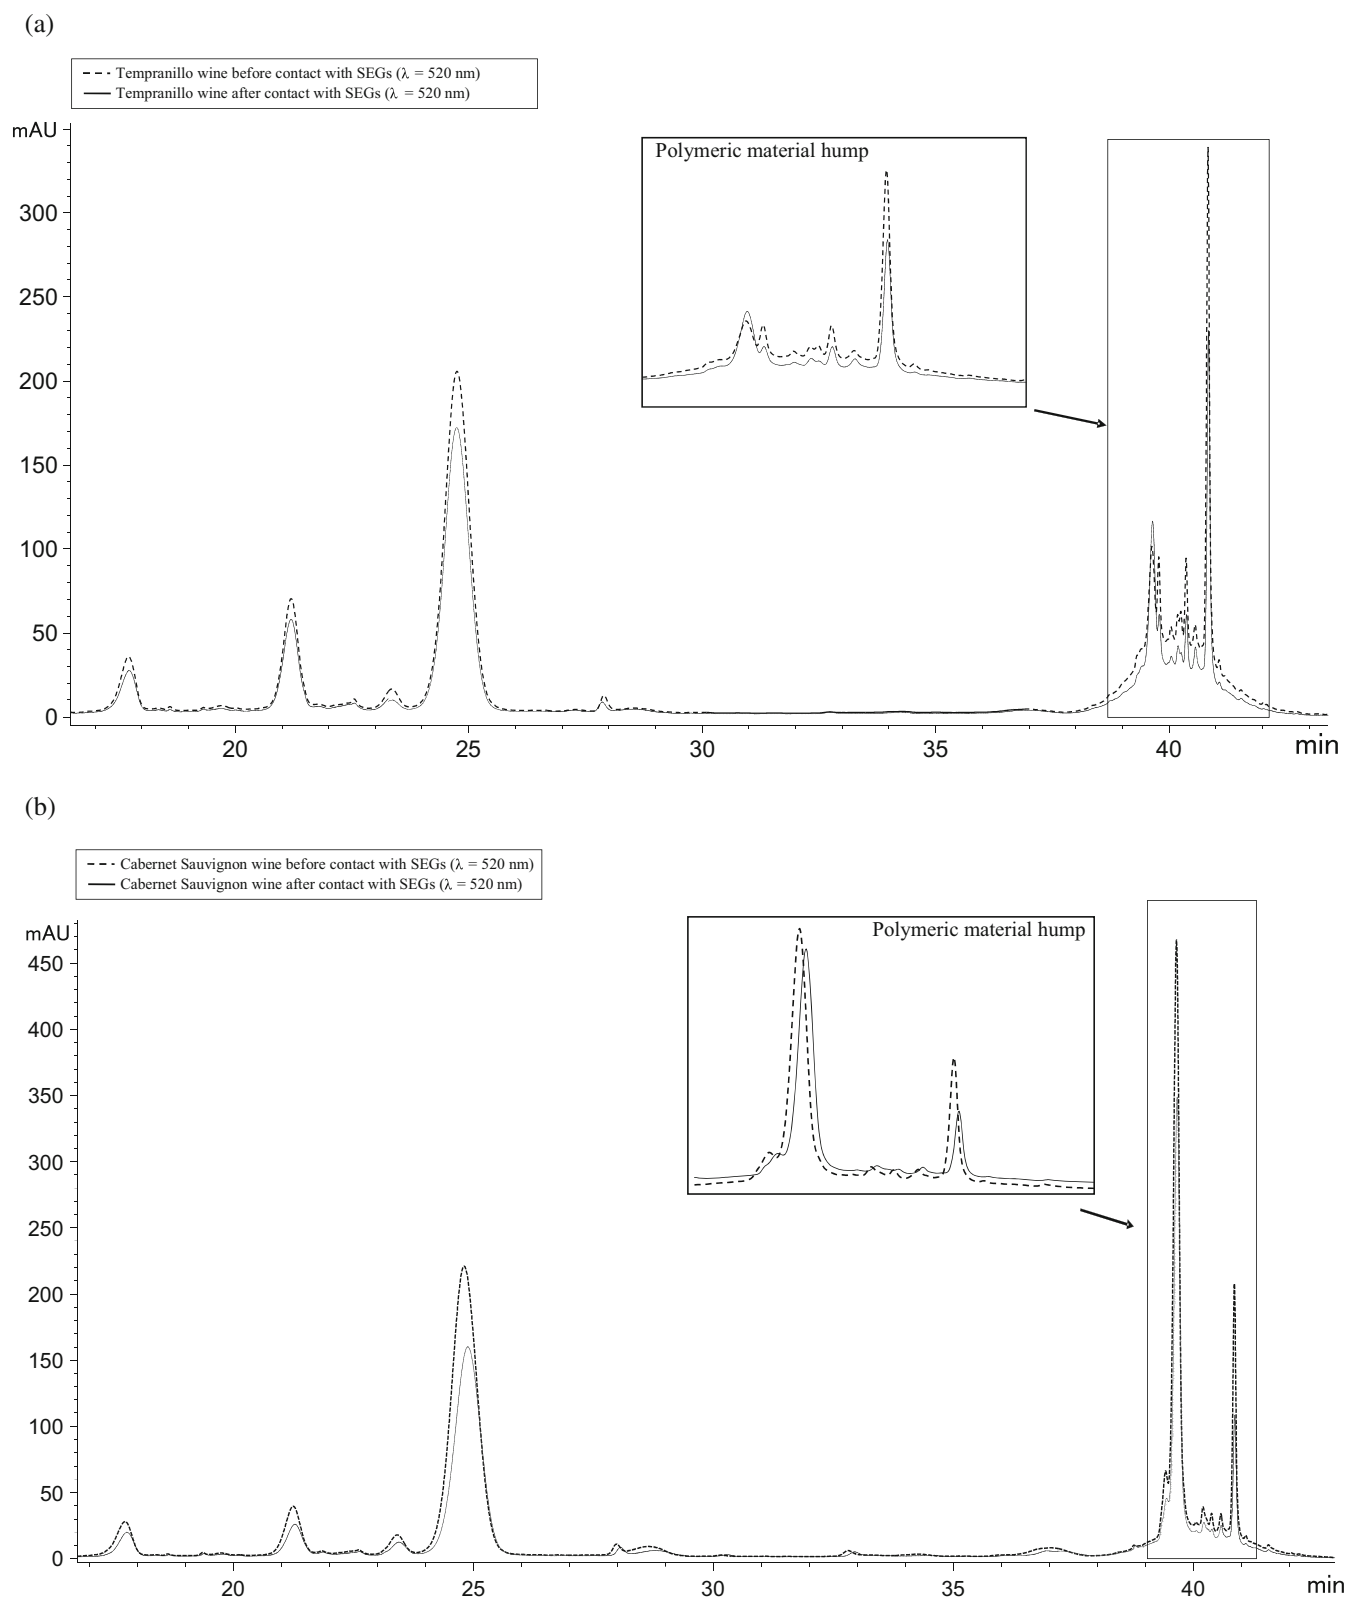 (a)
Tempranillo wine before contact with SEGs (λ = 520 nm)
Tempranillo wine after contact with SEGs (λ = 520 nm)
mAU
Polymeric material hump
300
250
200
150
100
50
0
20 25 30 35 40 min
(b)
Cabernet Sauvignon wine before contact with SEGs (λ = 520 nm)
Cabernet Sauvignon wine after contact with SEGs (λ = 520 nm)
mAU
Polymeric material hump
450
400
350
300
250
200
150
100
50
0
20 25 30 35 40 min